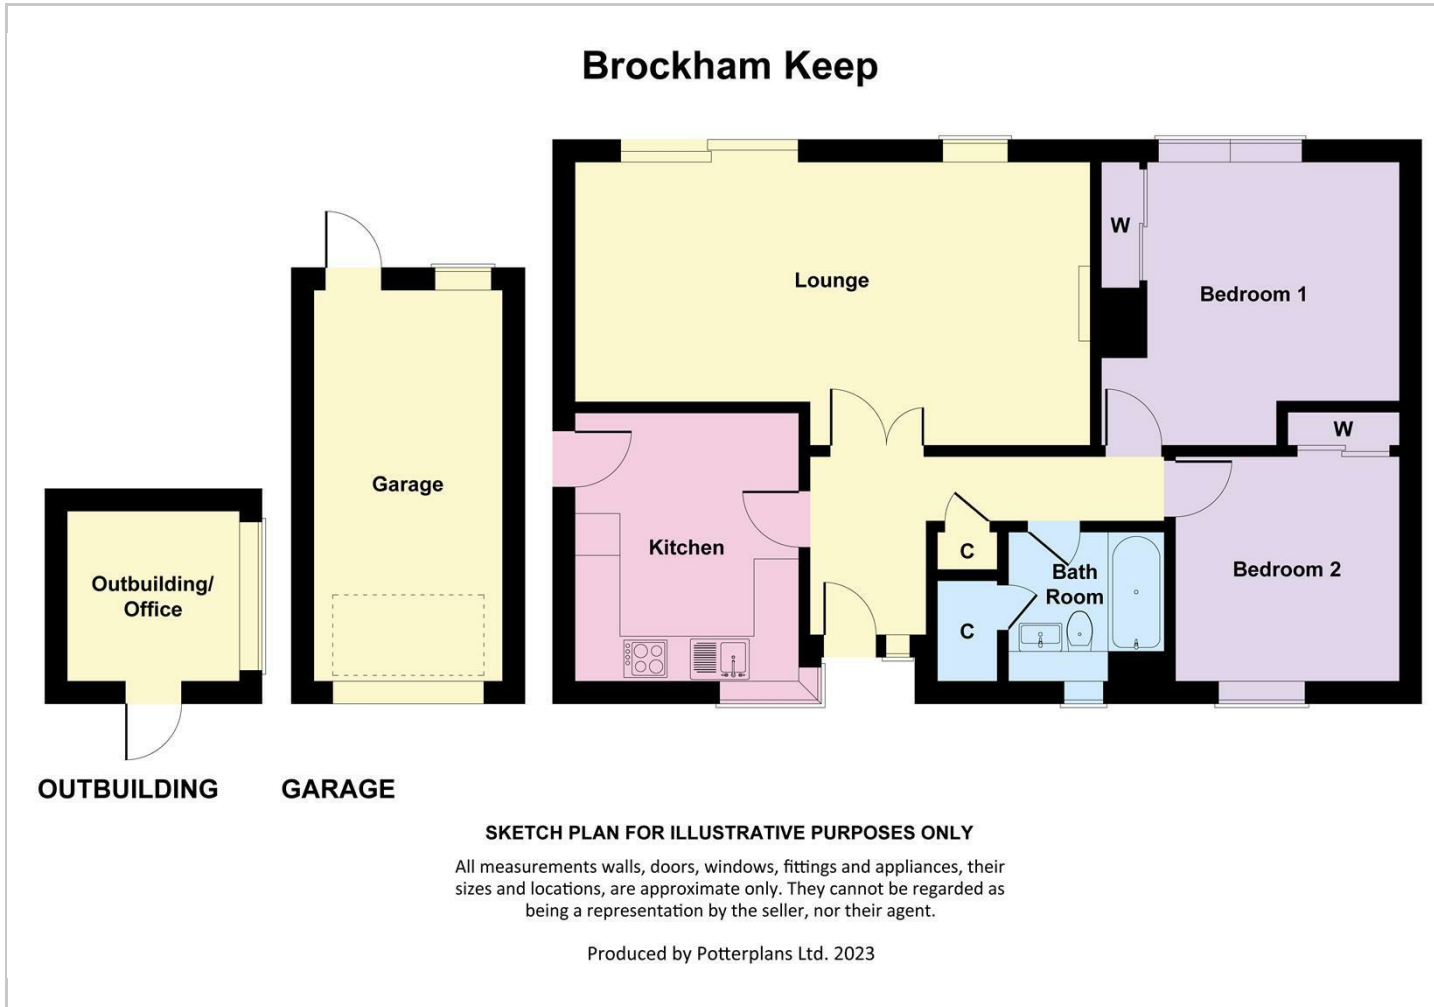 Brockham Keep
W
Lounge
Bedroom 1
W
Garage
Kitchen
C
Bath
Room
Bedroom 2
Outbuilding/
Office
C
OUTBUILDING
GARAGE
SKETCH PLAN FOR ILLUSTRATIVE PURPOSES ONLY
All measurements walls, doors, windows, fittings and appliances, their
sizes and locations, are approximate only. They cannot be regarded as
being a representation by the seller, nor their agent.
Produced by Potterplans Ltd. 2023